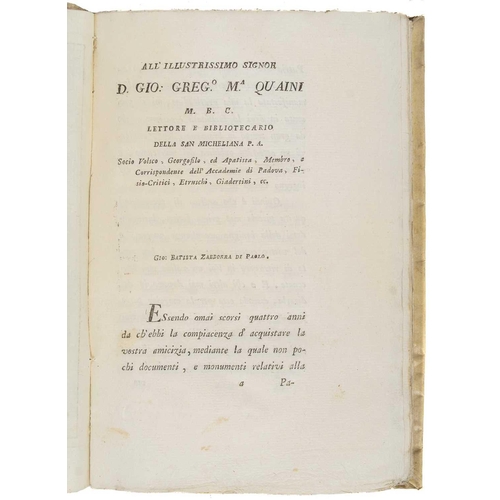 ALL' ILLUSTRISSIMO SIGNOR
D. GIO: GREG.º M.ª QUAINI
M. B. C.
LETTORE E BIBLIOTECARIO
DELLA SAN MICHELIANA P. A.
Socio Volsco, Georgofilo, ed Apatista, Membro, e
Corrispondente dell' Accademie di Padova, Fi-
sio-Critici, Etruschi, Giadertini, ec.
GIO: BATISTA ZABBORRA DI PAOLO.
ESsendo omai scorsi quattro anni
da ch'ebbi la compiacenza d' acquistare la
vostra amicizia, mediante la quale non po-
chi documenti, e monumenti relativi alla
a Pa-